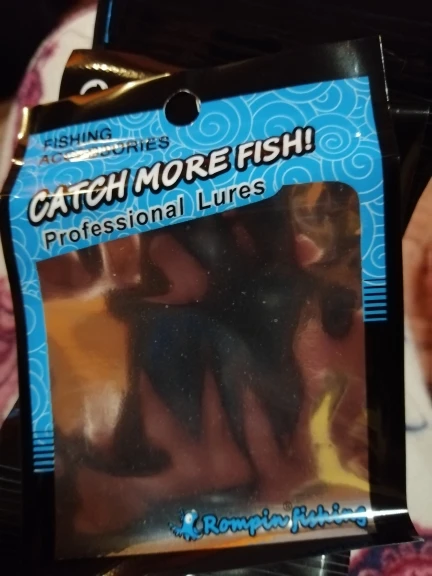 FISHING
ACCESSORIES
CATCH MORE FISH!
Professional Lures
Rompin fishing